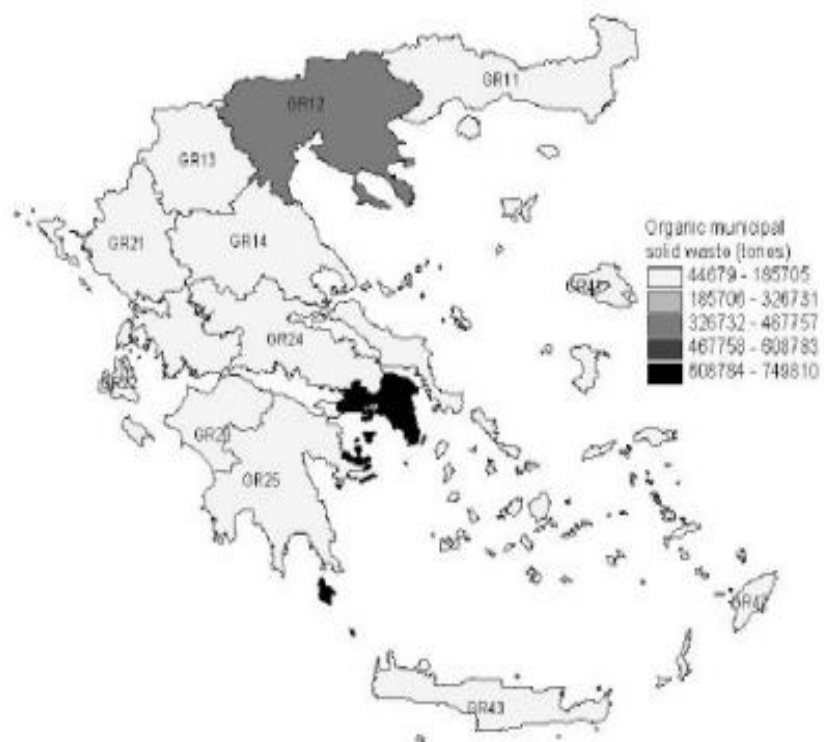 GR11
GR12
GR13
GR21
GR14
Organic municipal
solid waste (tones)
44679 - 185705
185706 - 326731
326732 - 467757
467758 - 608783
608784 - 749810
GR24
GR25
GR43